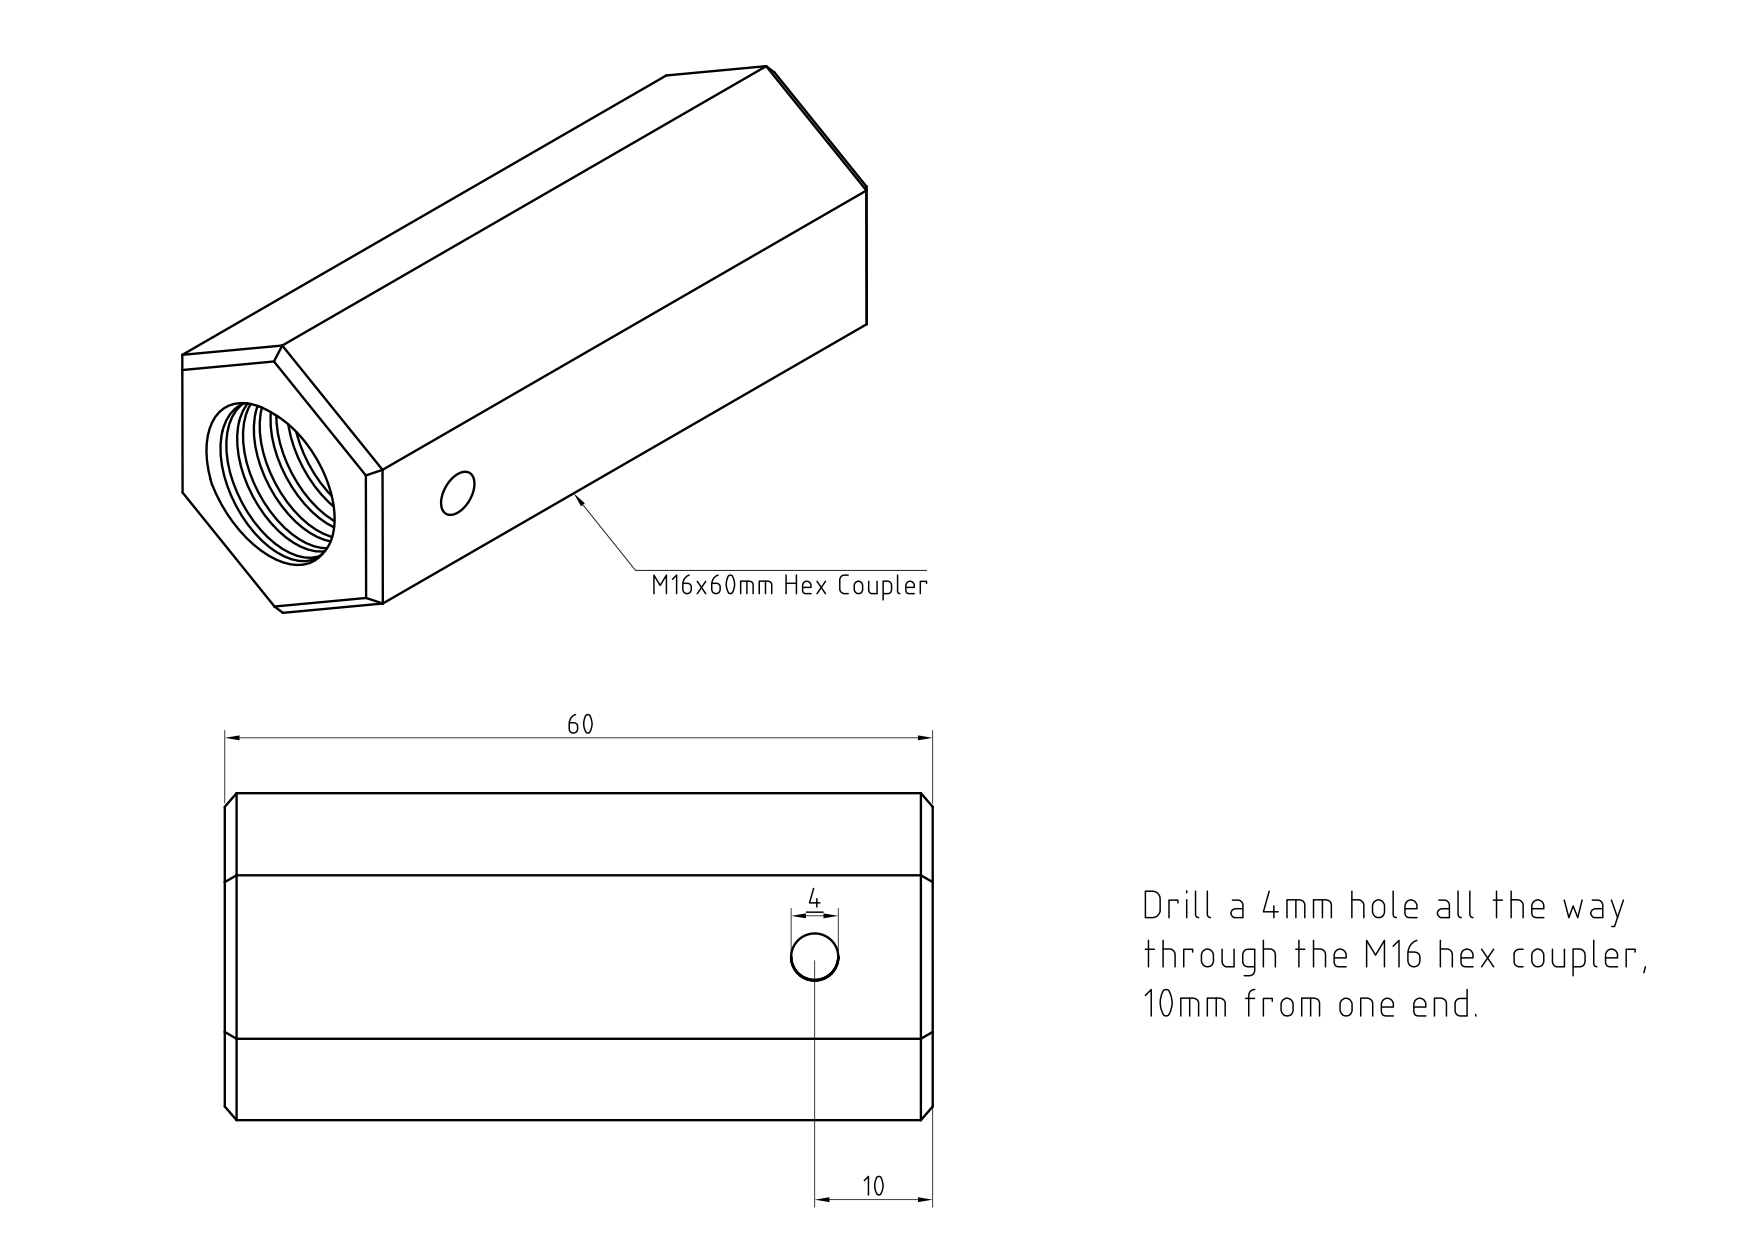 M16x60mm Hex Coupler
60
4
Drill a 4mm hole all the way
through the M16 hex coupler,
10mm from one end.
10